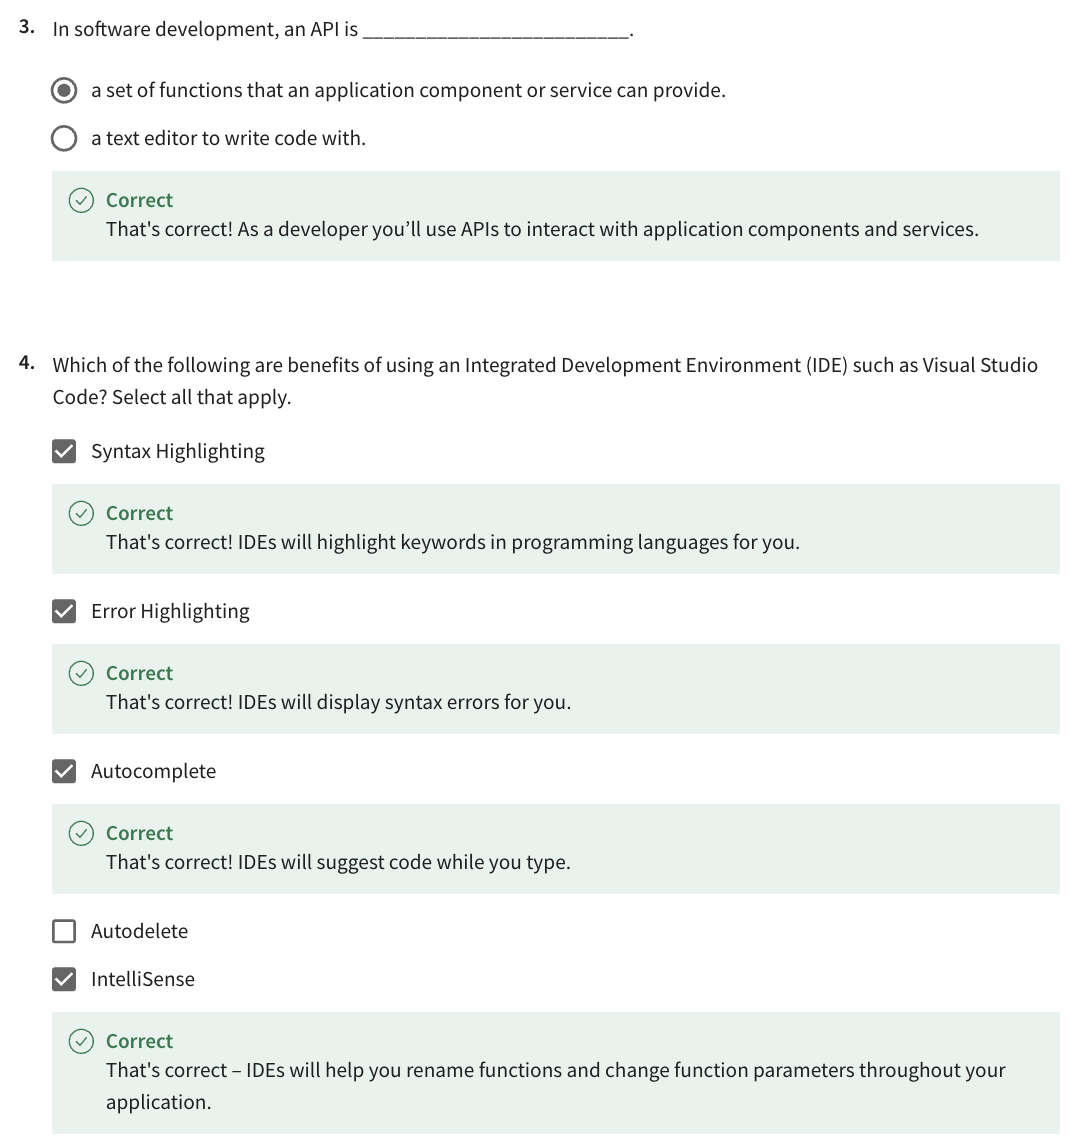 3. In software development, an API is _________________________.
a set of functions that an application component or service can provide.
a text editor to write code with.
Correct
That's correct! As a developer you’ll use APIs to interact with application components and services.
4. Which of the following are benefits of using an Integrated Development Environment (IDE) such as Visual Studio
Code? Select all that apply.
Syntax Highlighting
Correct
That's correct! IDEs will highlight keywords in programming languages for you.
Error Highlighting
Correct
That's correct! IDEs will display syntax errors for you.
Autocomplete
Correct
That's correct! IDEs will suggest code while you type.
Autodelete
IntelliSense
Correct
That's correct – IDEs will help you rename functions and change function parameters throughout your
application.